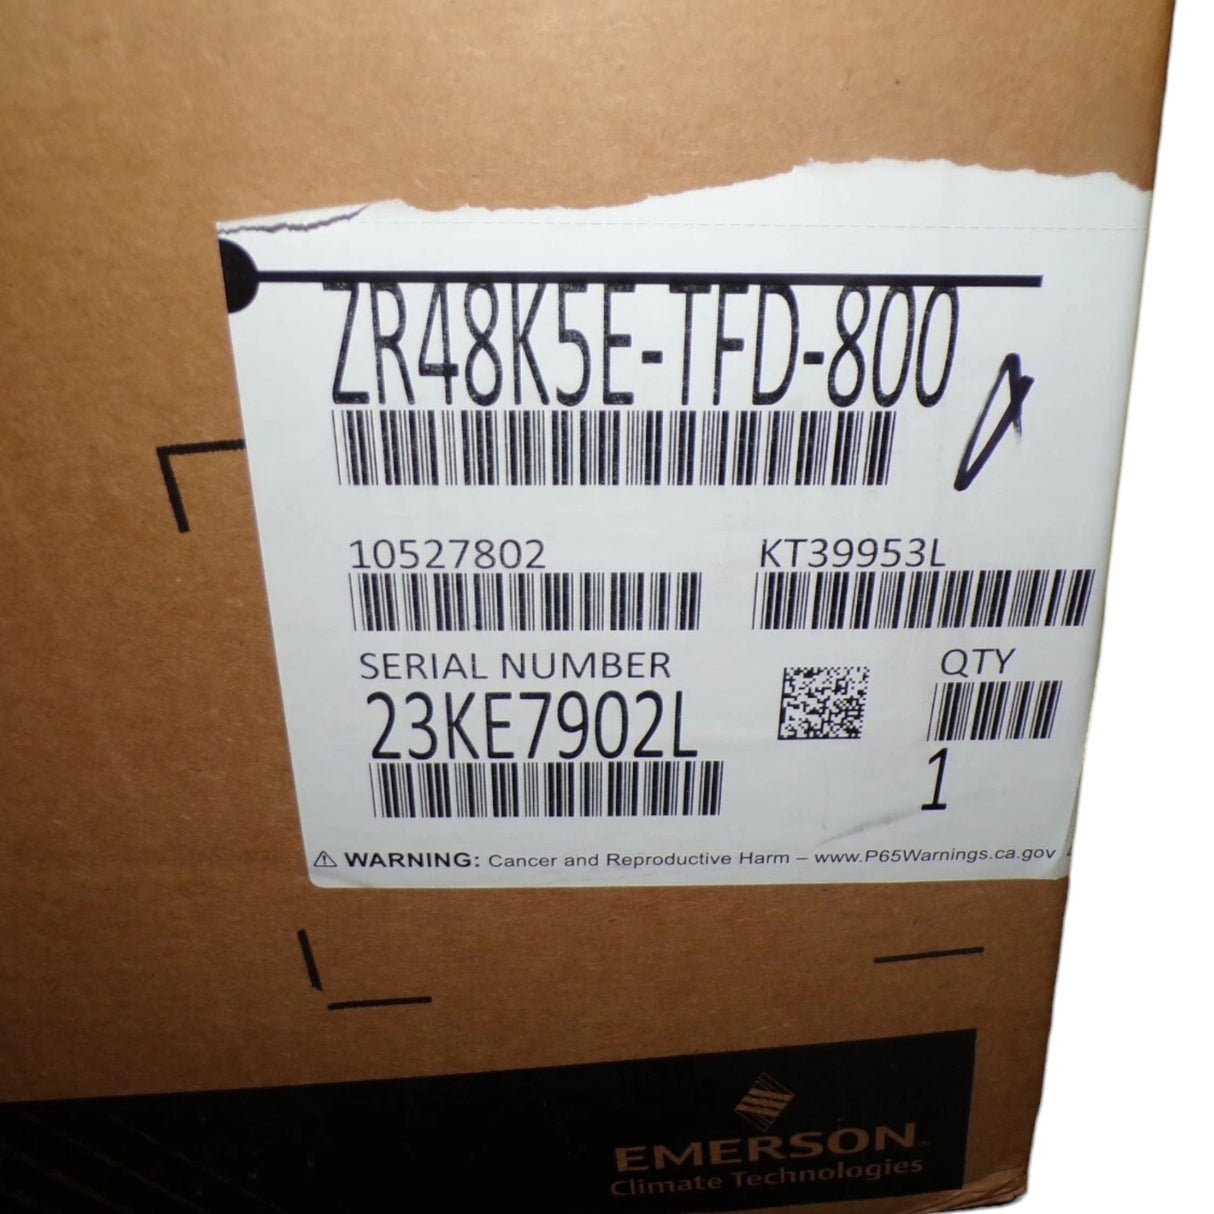 ZR48K5E-TFD-800
10527802 KT39953L
SERIAL NUMBER QTY
23KE7902L
1
⚠ WARNING: Cancer and Reproductive Harm – www.P65Warnings.ca.gov
EMERSON™
Climate Technologies